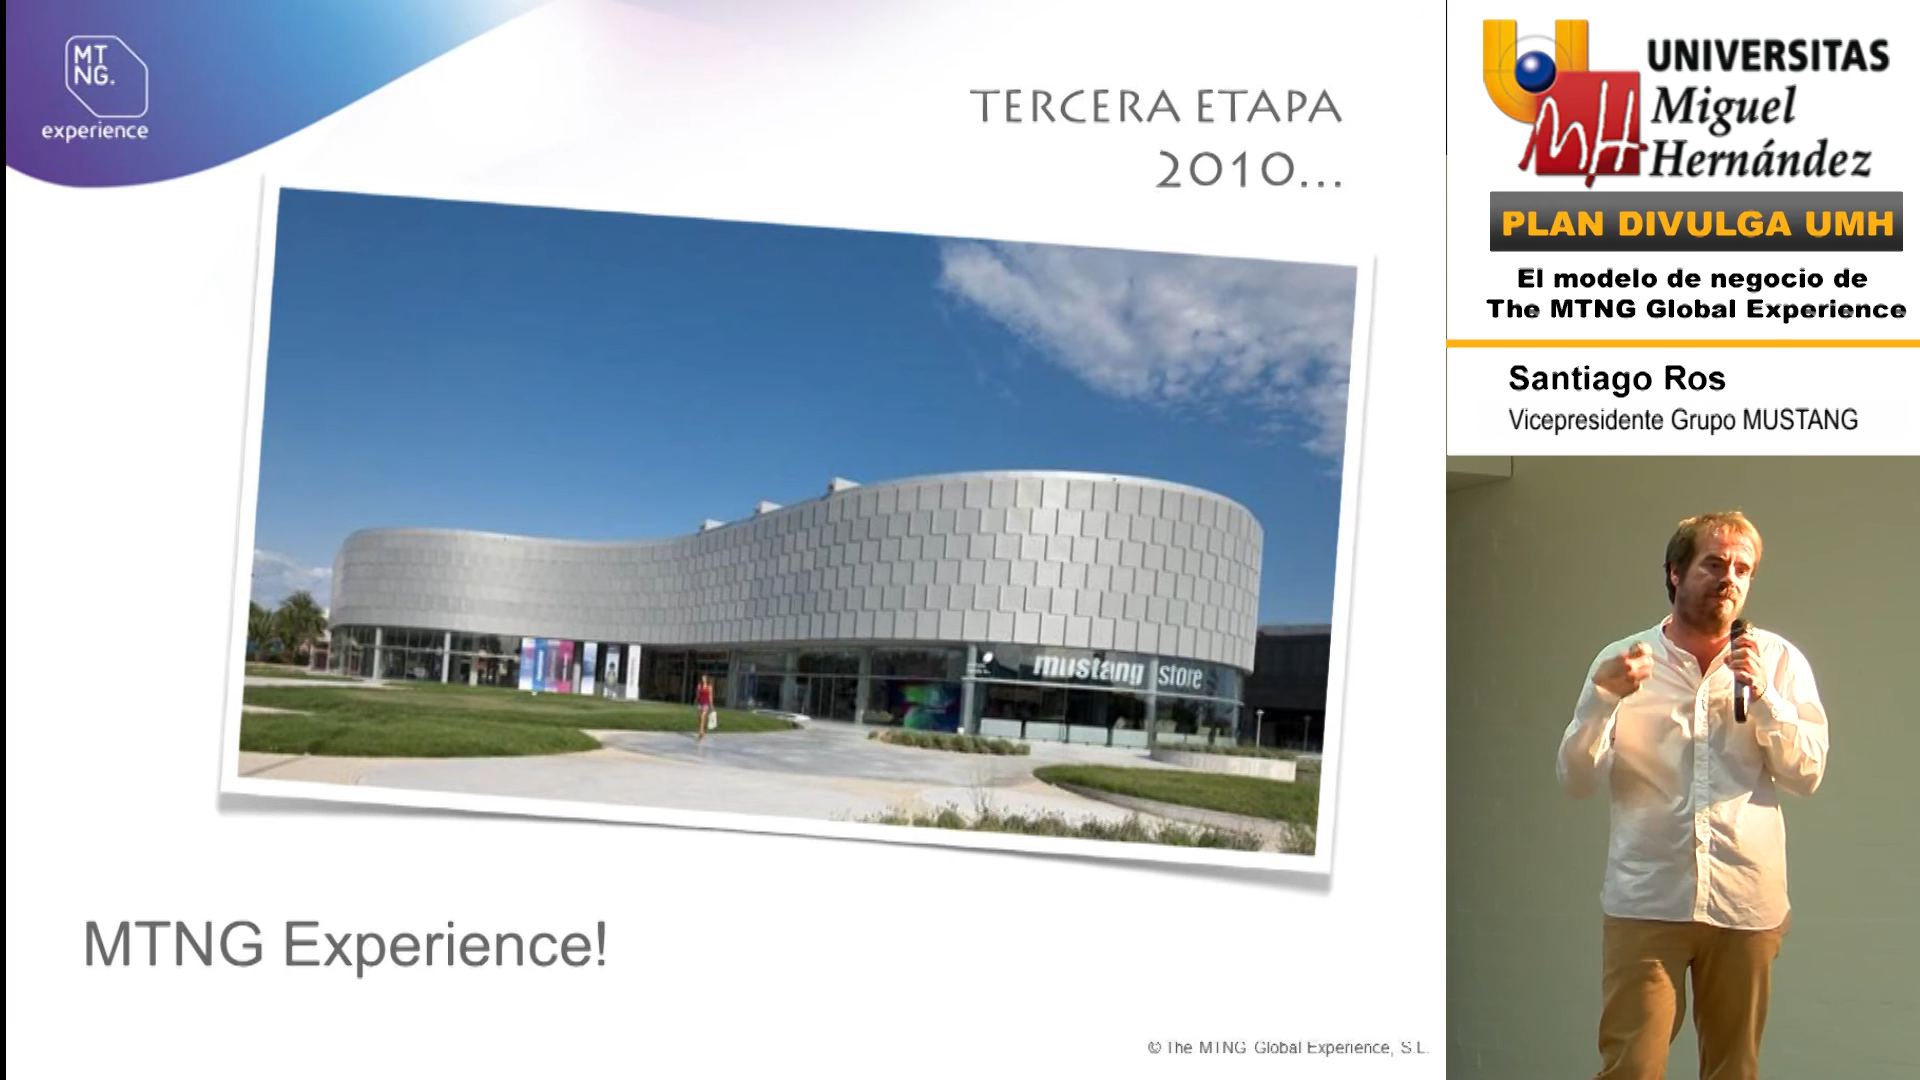 MT
NG.
experience
TERCERA ETAPA
2010...
mustang store
MTNG Experience!
© The MTNG Global Experience, S.L.
UNIVERSITAS
Miguel
Hernández
PLAN DIVULGA UMH
El modelo de negocio de
The MTNG Global Experience
Santiago Ros
Vicepresidente Grupo MUSTANG